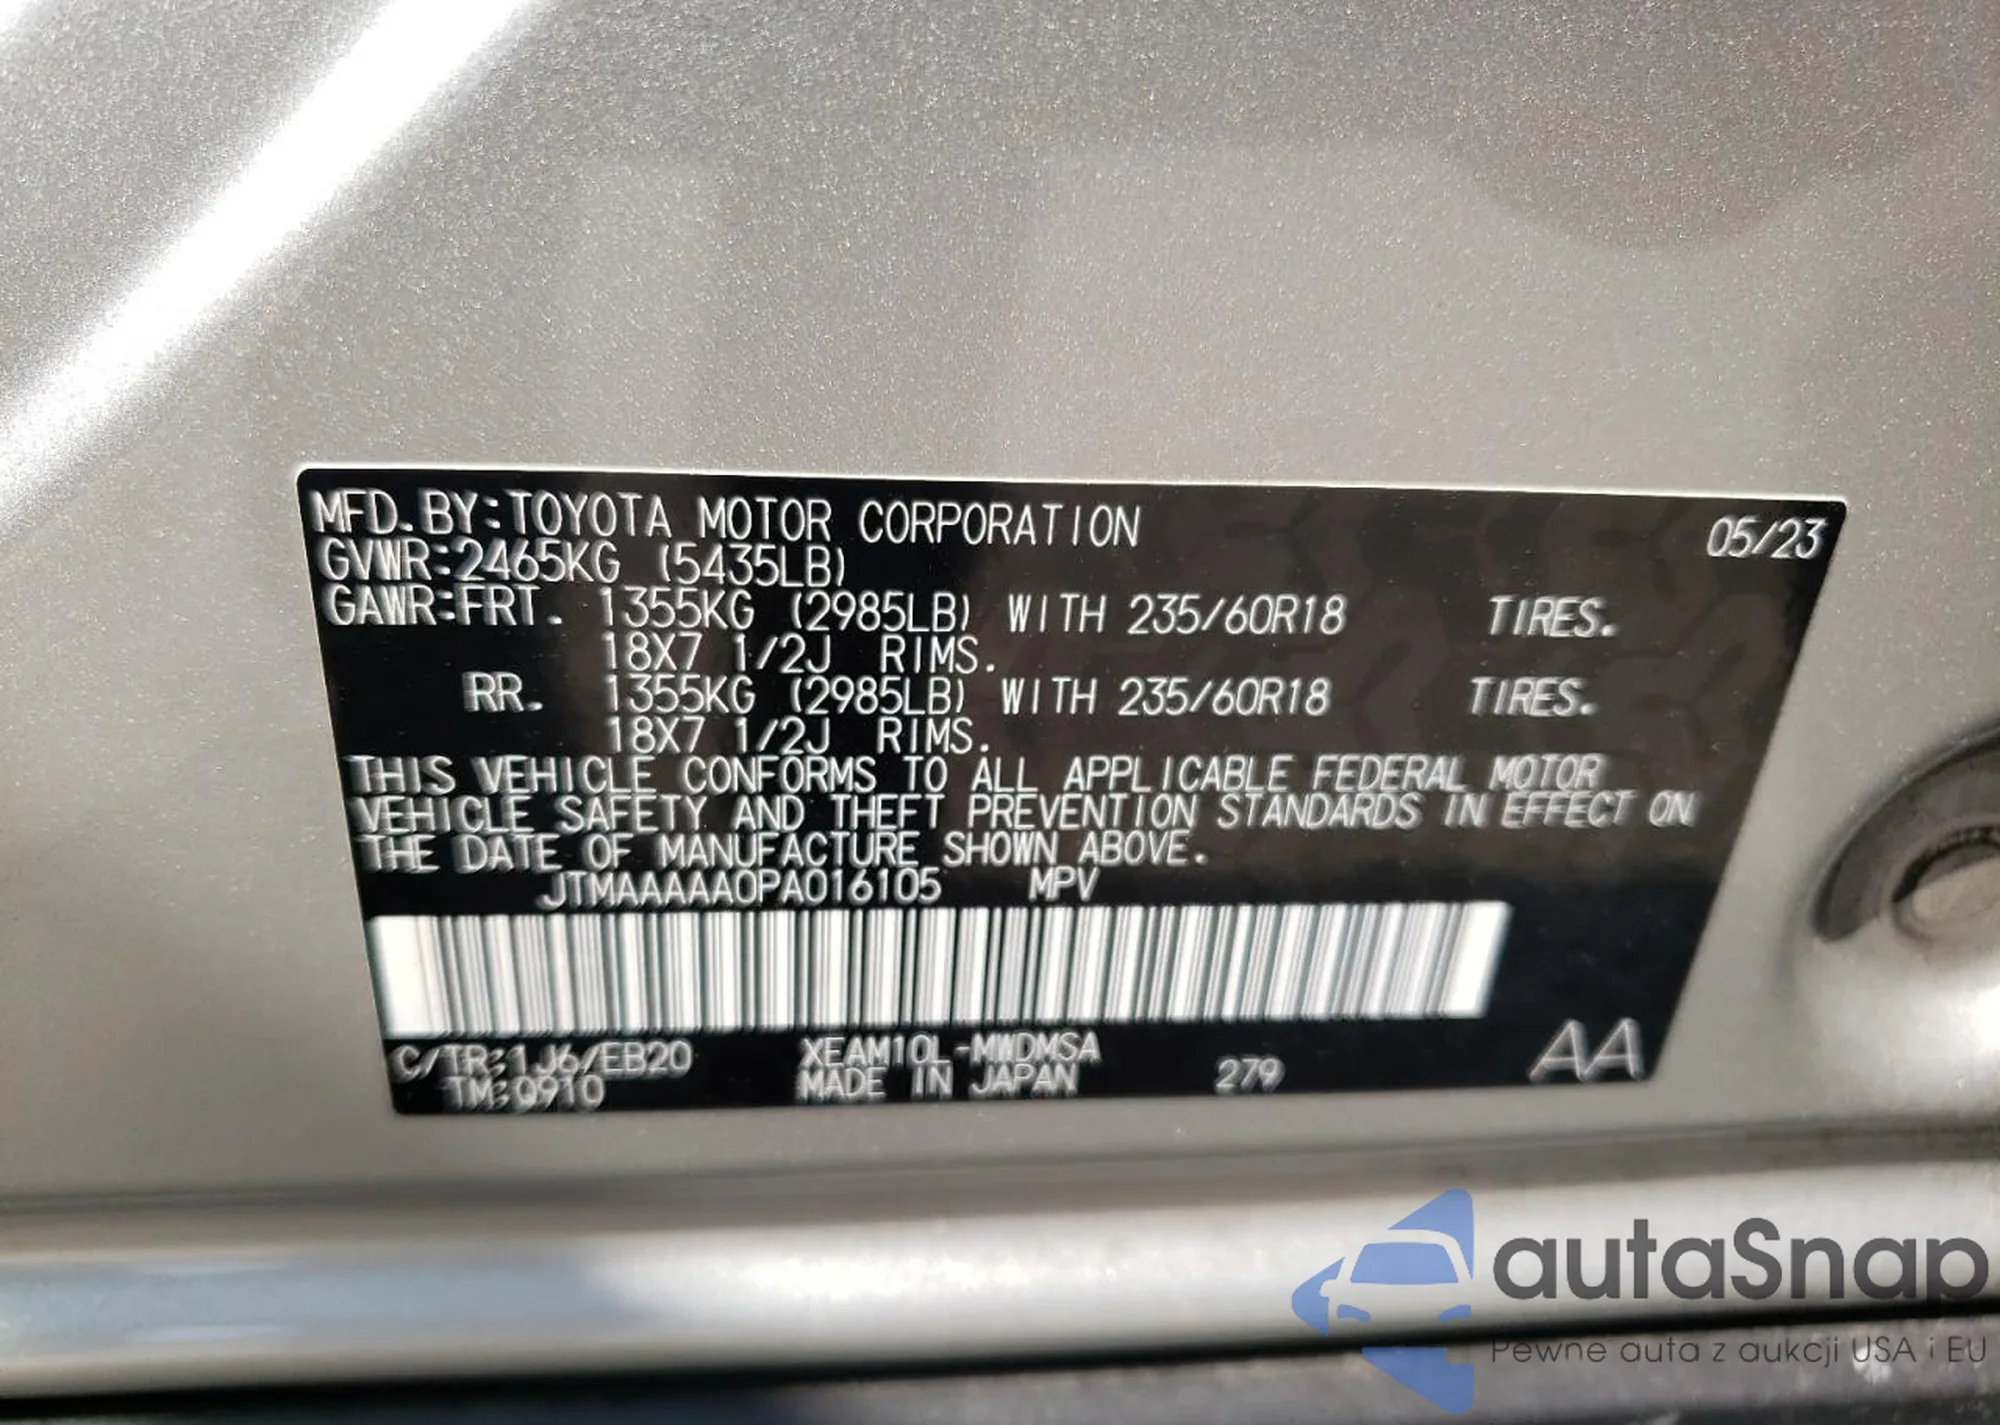 MFD. BY:TOYOTA MOTOR CORPORATION 05/23
GVWR:2465KG (5435LB)
GAWR:FRT. 1355KG (2985LB) WITH 235/60R18 TIRES.
18X7 1/2J RIMS.
RR. 1355KG (2985LB) WITH 235/60R18 TIRES.
18X7 1/2J RIMS.
THIS VEHICLE CONFORMS TO ALL APPLICABLE FEDERAL MOTOR
VEHICLE SAFETY AND THEFT PREVENTION STANDARDS IN EFFECT ON
THE DATE OF MANUFACTURE SHOWN ABOVE.
JTMAAAAA0PA016105 MPV
C/TR:1J6/EB20 XEAM10L-MWDMSA 279 AA
TM:Q910 MADE IN JAPAN
autaSnap
Pewne auta z aukcji USA i EU